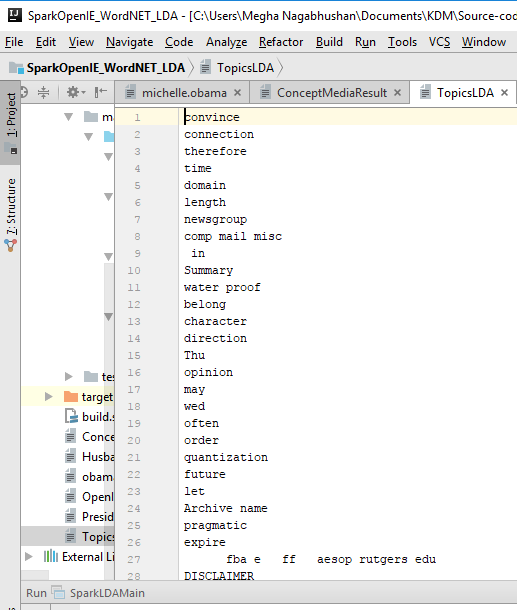 SparkOpenIE_WordNET_LDA - [C:\Users\Megha Nagabhushan\Documents\KDM\Source-cod
File Edit View Navigate Code Analyze Refactor Build Run Tools VCS Window
SparkOpenIE_WordNET_LDA TopicsLDA
michelle.obama ConceptMediaResult TopicsLDA
1: Project
7: Structure
ma
tes
target
build.s
Conce
Husba
obama
OpenI
Presid
Topics
External Li
1 convince
2 connection
3 therefore
4 time
5 domain
6 length
7 newsgroup
8 comp mail misc
9 in
10 Summary
11 water proof
12 belong
13 character
14 direction
15 Thu
16 opinion
17 may
18 wed
19 often
20 order
21 quantization
22 future
23 let
24 Archive name
25 pragmatic
26 expire
27 fba e ff aesop rutgers edu
28 DISCLAIMER
Run SparkLDAMain